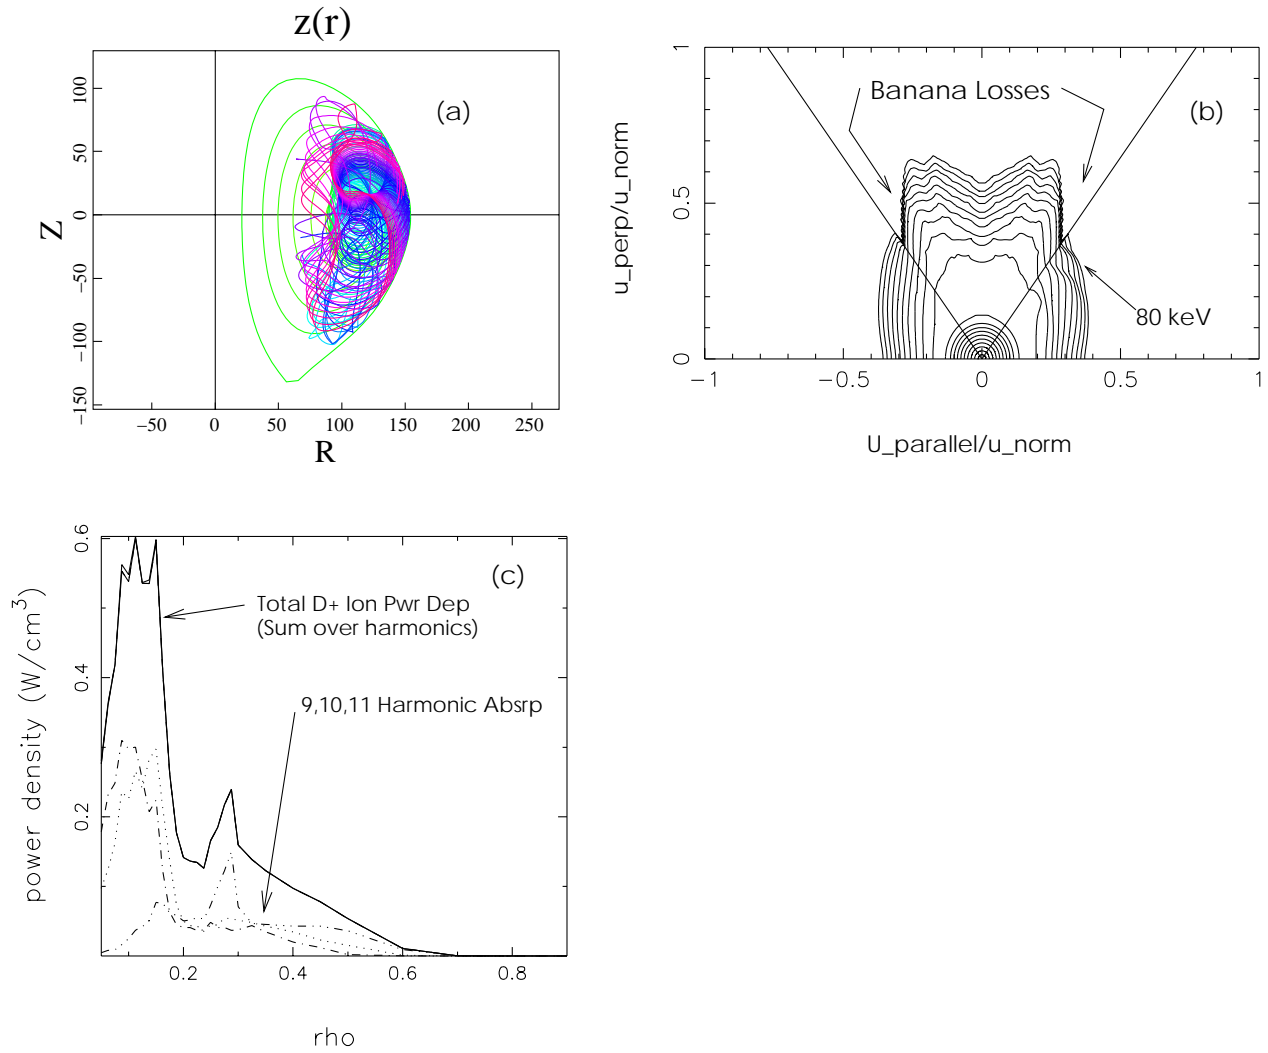 z(r)
(a)
100
50
0
−50
−100
−150
Z
−50
0
50
100
150
200
250
R
(b)
Banana Losses
80 keV
1
0.5
0
u_perp/u_norm
−1
−0.5
0
0.5
1
U_parallel/u_norm
(c)
Total D+ Ion Pwr Dep
(Sum over harmonics)
9,10,11 Harmonic Absrp
0.6
0.4
0.2
power density (W/cm³)
0.2
0.4
0.6
0.8
rho